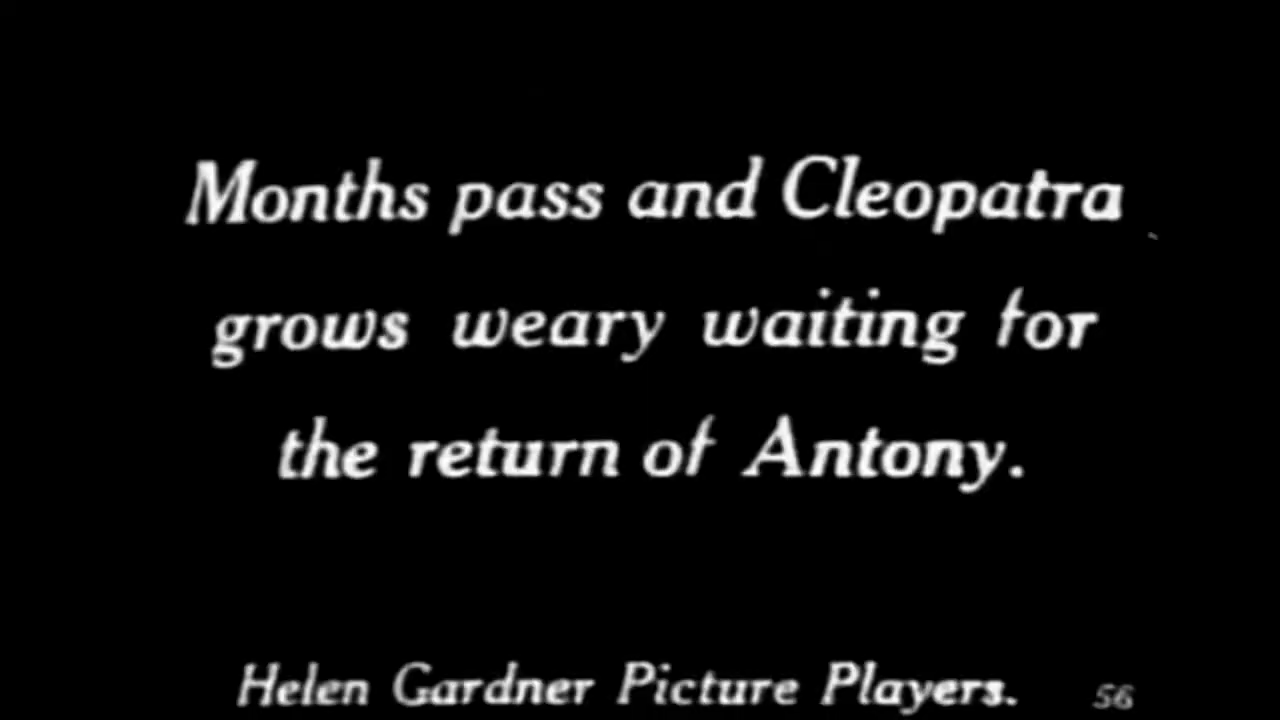 Months pass and Cleopatra
grows weary waiting for
the return of Antony.
Helen Gardner Picture Players. 56